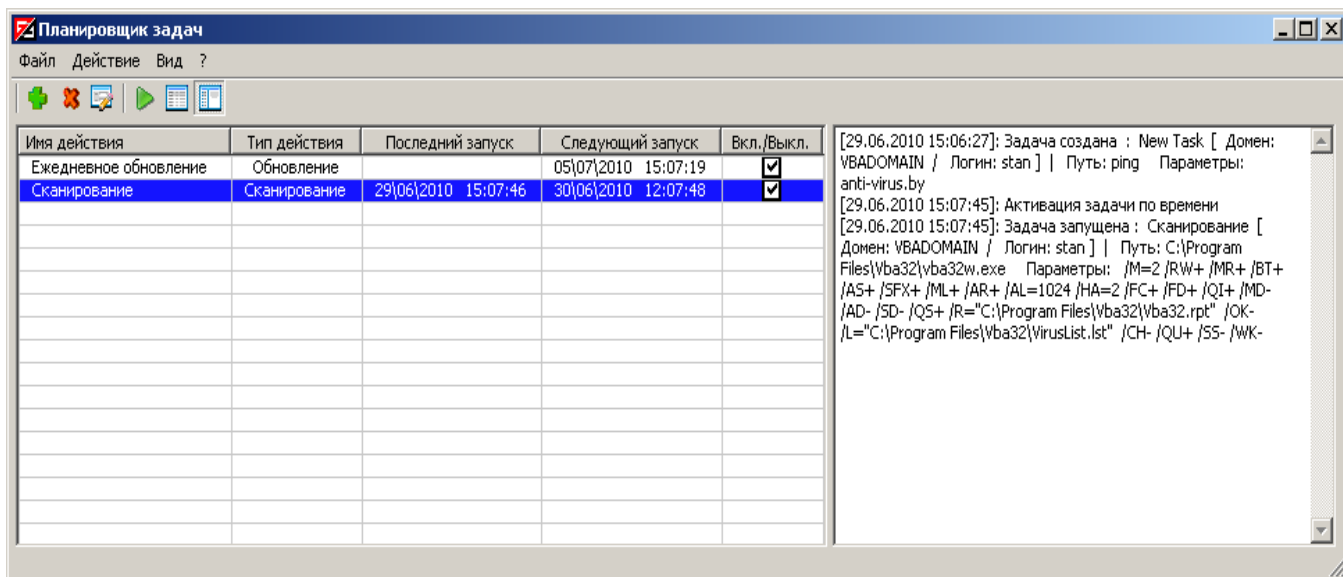 Планировщик задач
Файл Действие Вид ?
Имя действия Тип действия Последний запуск Следующий запуск Вкл./Выкл.
Ежедневное обновление Обновление 05\07\2010 15:07:19
Сканирование Сканирование 29\06\2010 15:07:46 30\06\2010 12:07:48
[29.06.2010 15:06:27]: Задача создана : New Task [ Домен:
VBADOMAIN / Логин: stan ] | Путь: ping Параметры:
anti-virus.by
[29.06.2010 15:07:45]: Активация задачи по времени
[29.06.2010 15:07:45]: Задача запущена : Сканирование [
Домен: VBADOMAIN / Логин: stan ] | Путь: C:\Program
Files\Vba32\vba32w.exe Параметры: /M=2 /RW+ /MR+ /BT+
/AS+ /SFX+ /ML+ /AR+ /AL=1024 /HA=2 /FC+ /FD+ /QI+ /MD-
/AD- /SD- /QS+ /R="C:\Program Files\Vba32\Vba32.rpt" /OK-
/L="C:\Program Files\Vba32\VirusList.lst" /CH- /QU+ /SS- /WK-